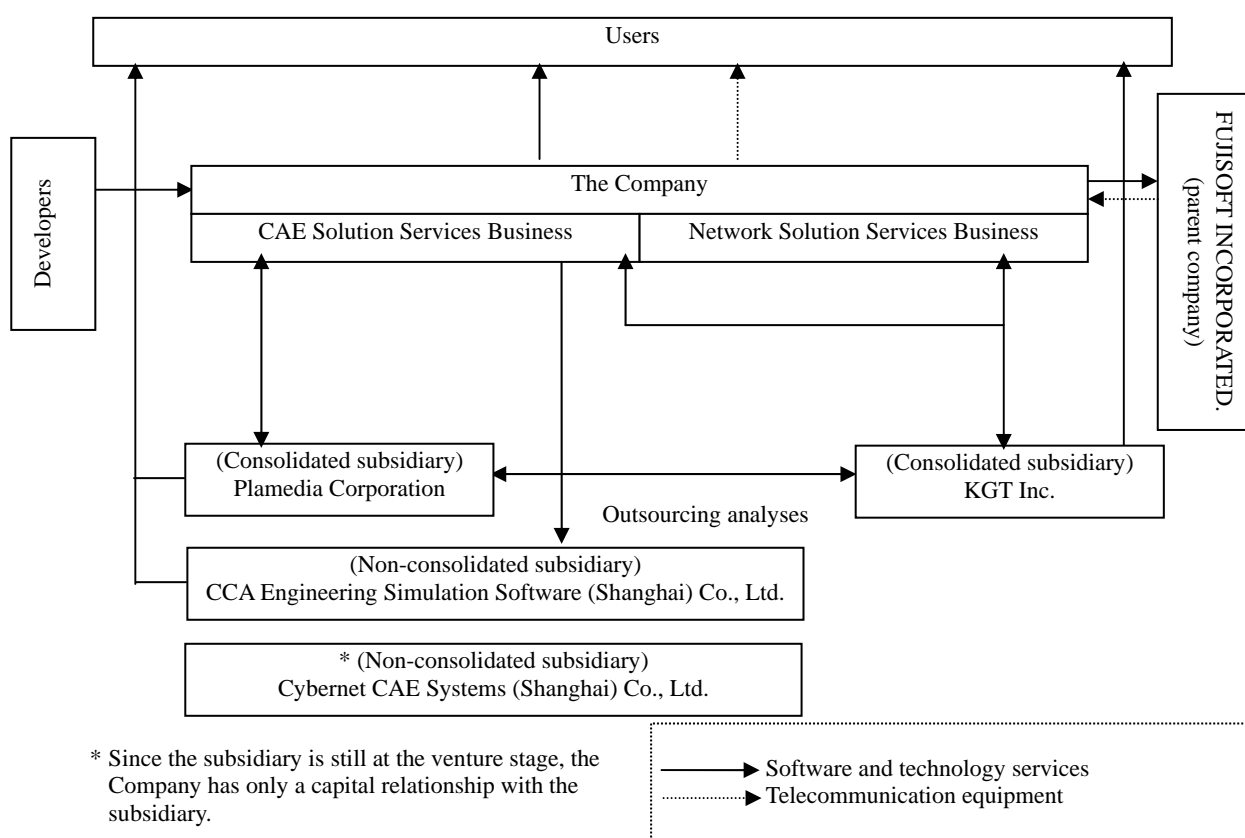 Users
Developers
The Company
CAE Solution Services Business
Network Solution Services Business
FUJISOFT INCORPORATED.
(parent company)
(Consolidated subsidiary)
Plamedia Corporation
(Consolidated subsidiary)
KGT Inc.
Outsourcing analyses
(Non-consolidated subsidiary)
CCA Engineering Simulation Software (Shanghai) Co., Ltd.
* (Non-consolidated subsidiary)
Cybernet CAE Systems (Shanghai) Co., Ltd.
* Since the subsidiary is still at the venture stage, the
Company has only a capital relationship with the
subsidiary.
Software and technology services
Telecommunication equipment